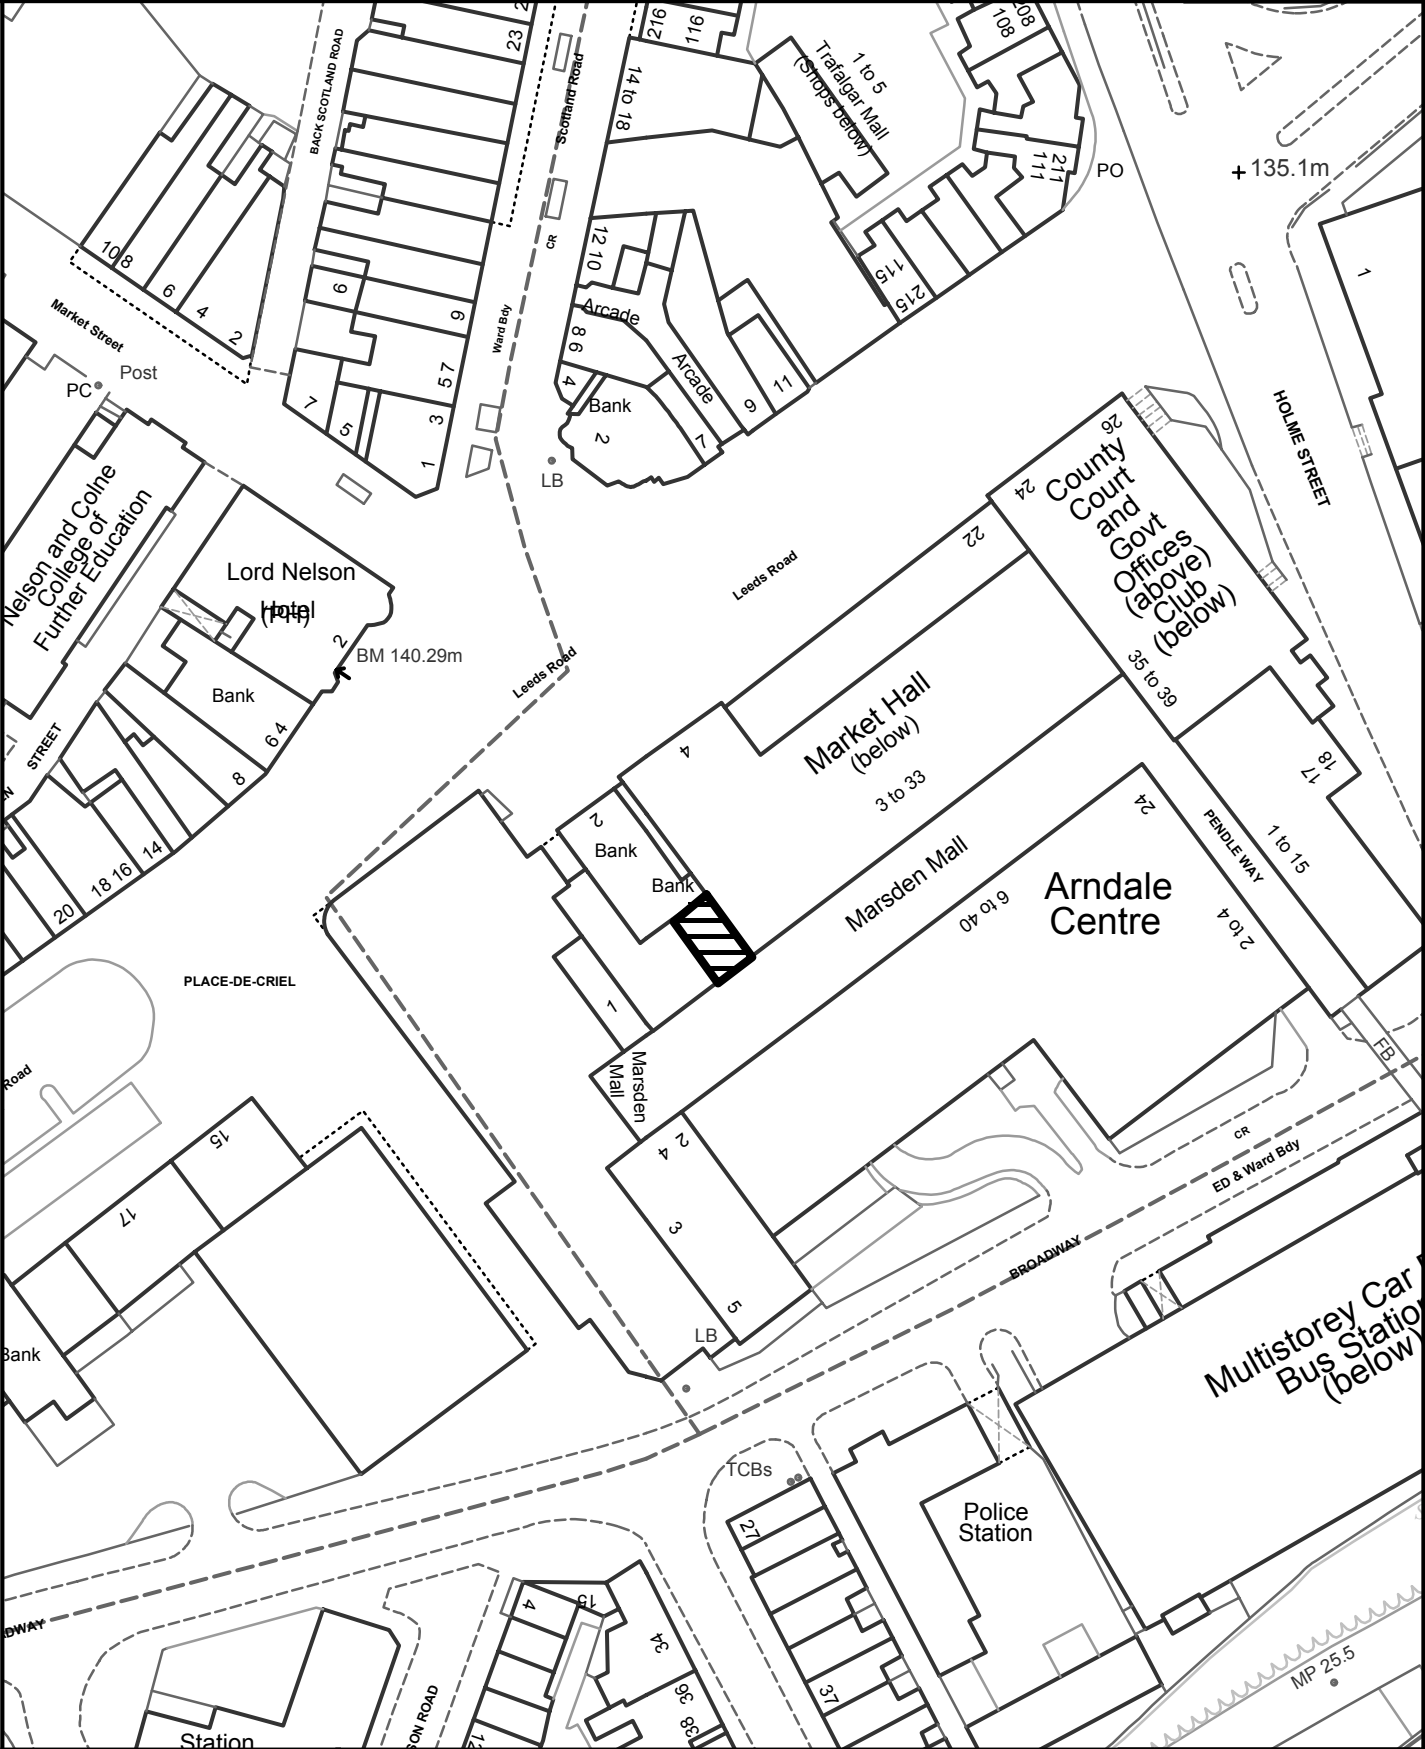 BACK SCOTLAND ROAD
23
Scotland Road
216
116
14 to 18
1 to 5
Trafalgar Mall
(Shops below)
208
108
211
111
PO
135.1m
1
10
8
6
4
2
Market Street
Post
PC
6
9
5 7
3
1
7
5
CR
Ward Bdy
12 10
Arcade
8 6
4
Bank
2
Arcade
7
9
11
LB
115
215
HOLME STREET
Nelson and Colne
College of
Further Education
Lord Nelson
Hotel
(PH)
2
BM 140.29m
Bank
6 4
8
14
18 16
20
STREET
Leeds Road
Leeds Road
22
24
26
County
Court
and
Govt
Offices
(above)
Club
(below)
35 to 39
Market Hall
(below)
3 to 33
4
2
Bank
Bank
Marsden Mall
6 to 40
24
Arndale
Centre
PENDLE WAY
1 to 15
2 to 4
17
18
FB
PLACE-DE-CRIEL
1
Marsden
Mall
Road
15
17
Bank
2
4
3
5
LB
CR
ED & Ward Bdy
BROADWAY
Multistorey Car
Bus Station
(below)
TCBs
Police
Station
27
37
4
15
34
36
38
12
MP 25.5
Station